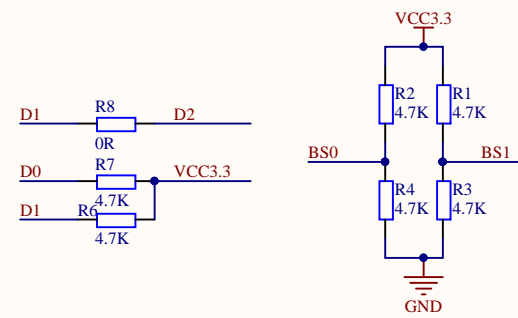 VCC3.3
R2 R1
4.7K 4.7K
D1 R8 D2
0R
BS0 BS1
D0 R7 VCC3.3
4.7K
R4 R3
4.7K 4.7K
D1 R6
4.7K
GND